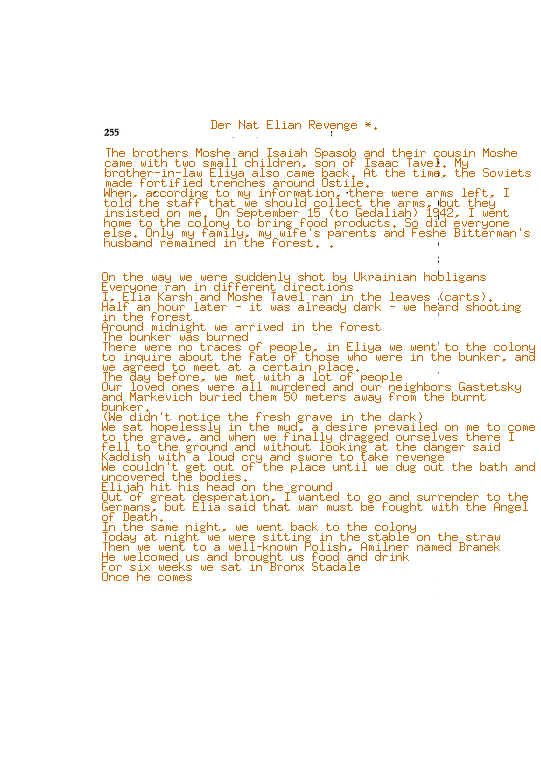 Der Nat Elian Revenge *.
255
The brothers Moshe and Isaiah Spasob and their cousin Moshe
came with two small children, son of Isaac Tavel. My
brother-in-law Eliya also came back. At the time, the Soviets
made fortified trenches around Ostile.
When, according to my information, there were arms left, I
told the staff that we should collect the arms, but they
insisted on me. On September 15 (to Gedaliah) 1942, I went
home to the colony to bring food products. So did everyone
else. Only my family, my wife's parents and Feshe Bitterman's
husband remained in the forest. .
On the way we were suddenly shot by Ukrainian hooligans
Everyone ran in different directions
I, Elia Karsh and Moshe Tavel ran in the leaves (carts).
Half an hour later - it was already dark - we heard shooting
in the forest
Around midnight we arrived in the forest
The bunker was burned
There were no traces of people, in Eliya we went to the colony
to inquire about the fate of those who were in the bunker, and
we agreed to meet at a certain place.
The day before, we met with a lot of people
Our loved ones were all murdered and our neighbors Gastetsky
and Markevich buried them 50 meters away from the burnt
bunker.
(We didn't notice the fresh grave in the dark)
We sat hopelessly in the mud, a desire prevailed on me to come
to the grave, and when we finally dragged ourselves there I
fell to the ground and without looking at the danger said
Kaddish with a loud cry and swore to take revenge
We couldn't get out of the place until we dug out the bath and
uncovered the bodies.
Elijah hit his head on the ground
Out of great desperation, I wanted to go and surrender to the
Germans, but Elia said that war must be fought with the Angel
of Death.
In the same night, we went back to the colony
Today at night we were sitting in the stable on the straw
Then we went to a well-known Polish, Amilner named Branek
He welcomed us and brought us food and drink
For six weeks we sat in Bronx Stadale
Once he comes